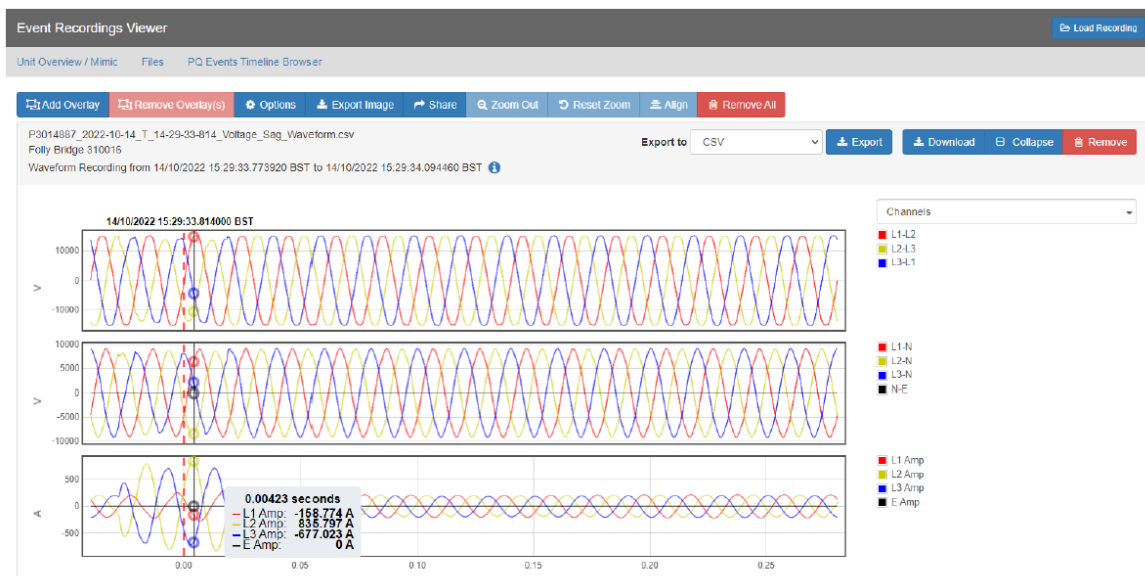 Event Recordings Viewer
Load Recording
Unit Overview / Mimic Files PQ Events Timeline Browser
Add Overlay Remove Overlay(s) Options Export Image Share Zoom Out Reset Zoom Align Remove All
P3014887_2022-10-14_T_14-29-33-814_Voltage_Sag_Waveform.csv
Folly Bridge 310016
Waveform Recording from 14/10/2022 15:29:33.773920 BST to 14/10/2022 15:29:34.094460 BST
Export to CSV Export Download Collapse Remove
14/10/2022 15:29:33.814000 BST
10000
0
-10000
V
Channels
L1-L2
L2-L3
L3-L1
10000
5000
0
-5000
-10000
V
L1-N
L2-N
L3-N
N-E
500
0
-500
A
0.00423 seconds
L1 Amp: -158.774 A
L2 Amp: 835.797 A
L3 Amp: -677.023 A
E Amp: 0 A
L1 Amp
L2 Amp
L3 Amp
E Amp
0.00 0.05 0.10 0.15 0.20 0.25